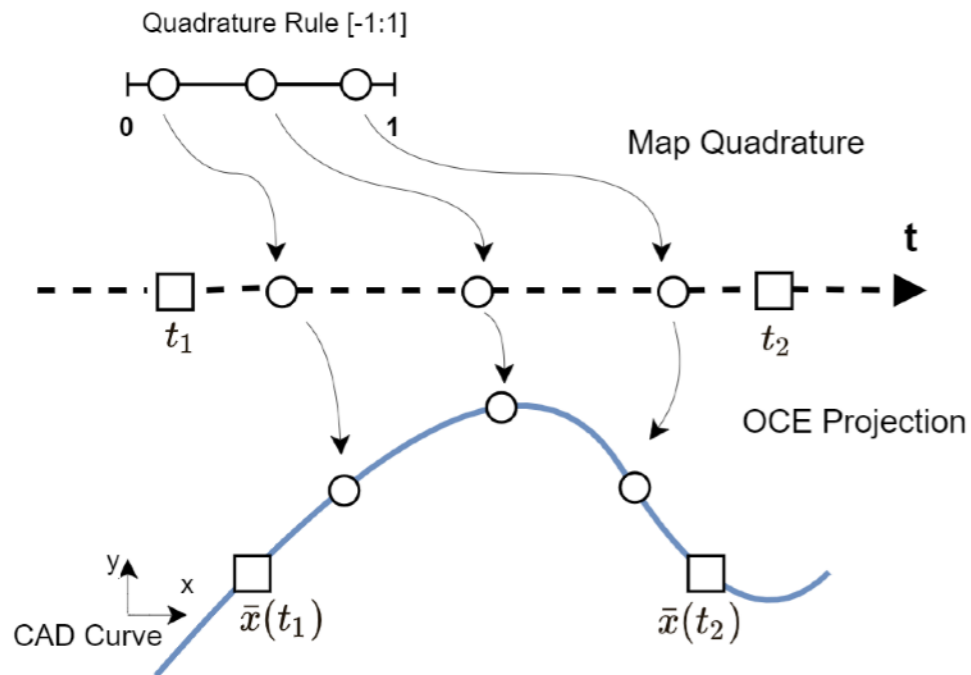 Quadrature Rule [-1:1]
0 1
Map Quadrature
t
t₁ t₂
OCE Projection
y
x
x̄(t₁) x̄(t₂)
CAD Curve